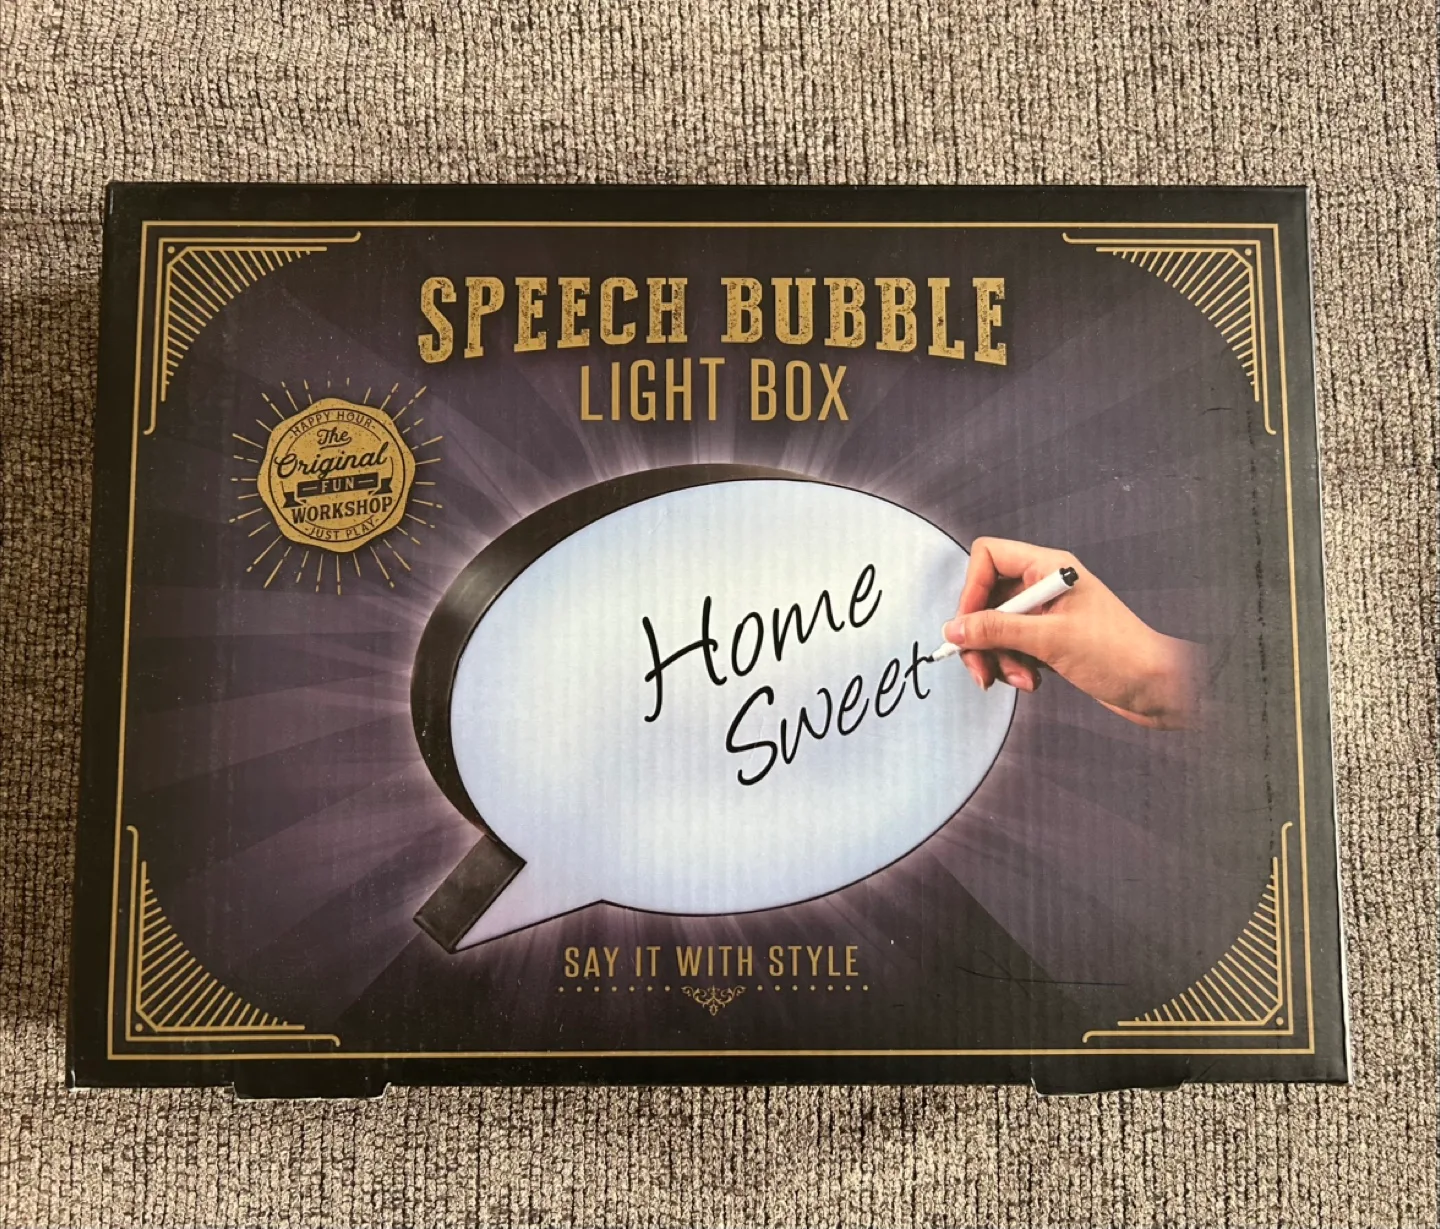 SPEECH BUBBLE
LIGHT BOX
HAPPY HOUR
The
Original
FUN
WORKSHOP
JUST PLAY
Home
Sweet
SAY IT WITH STYLE